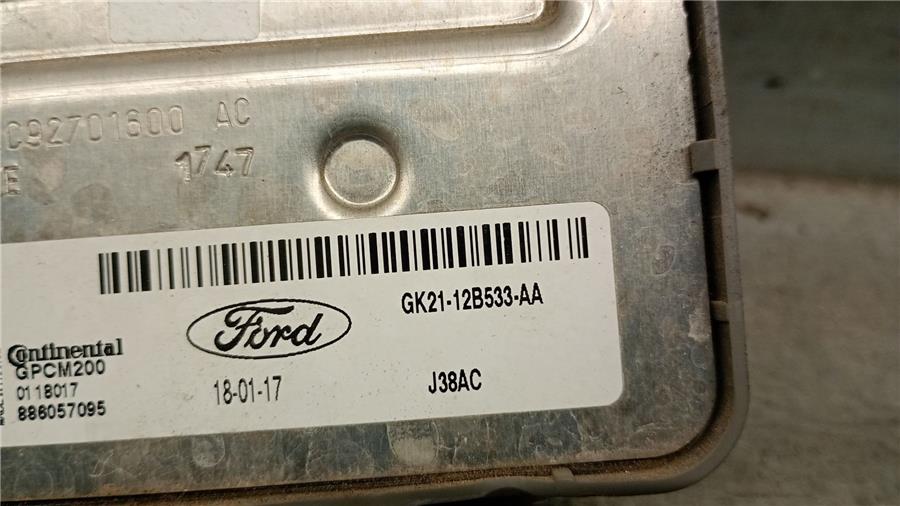 C92701600 AC
E 1747
GK21-12B533-AA
Ford
Continental
GPCM200
0118017
886057095
18-01-17
J38AC